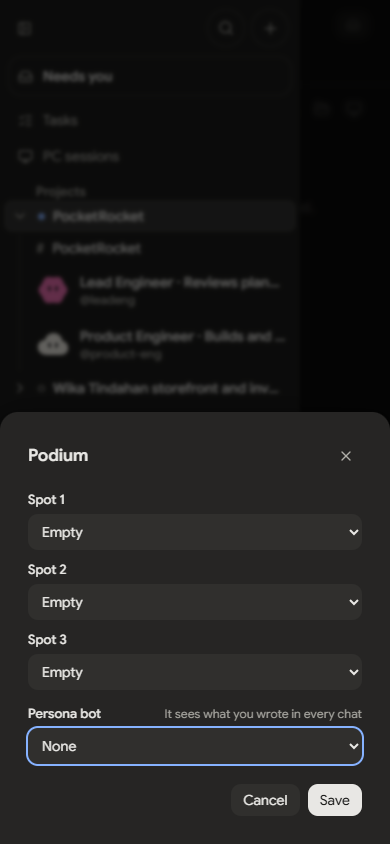 Needs you
Tasks
PC sessions
Projects
PocketRocket
# PocketRocket
Lead Engineer · Reviews plan...
@leadeng
Product Engineer · Builds and ...
@product-eng
Wika Tindahan storefront and inv...
Podium
Spot 1
Empty
Spot 2
Empty
Spot 3
Empty
Persona bot It sees what you wrote in every chat
None
Cancel Save